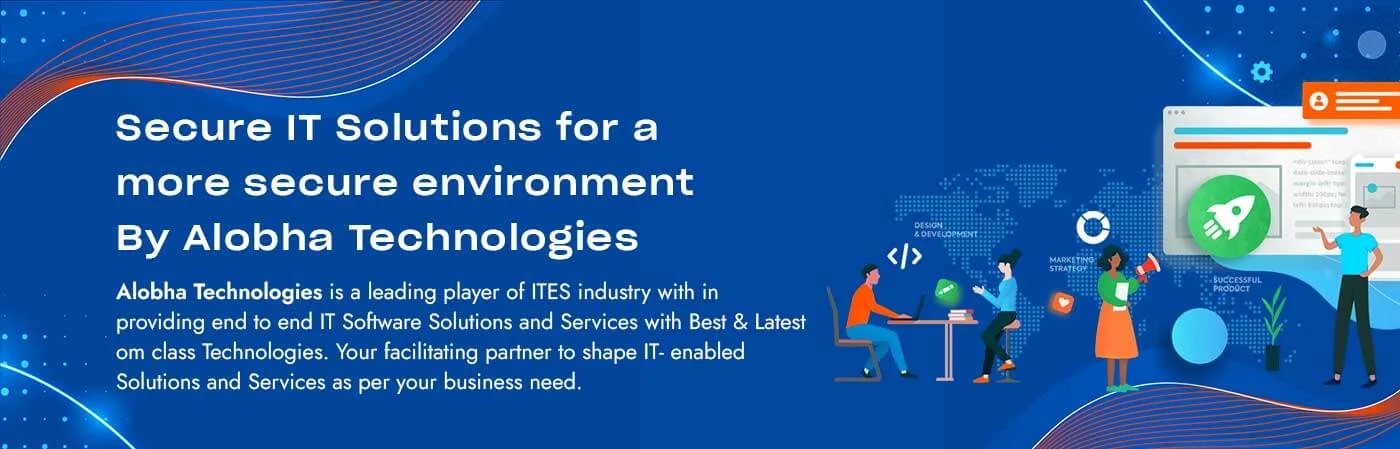 Secure IT Solutions for a
more secure environment
By Alobha Technologies
Alobha Technologies is a leading player of ITES industry with in
providing end to end IT Software Solutions and Services with Best & Latest
om class Technologies. Your facilitating partner to shape IT- enabled
Solutions and Services as per your business need.
DESIGN
& DEVELOPMENT
MARKETING
STRATEGY
SUCCESSFUL
PRODUCT